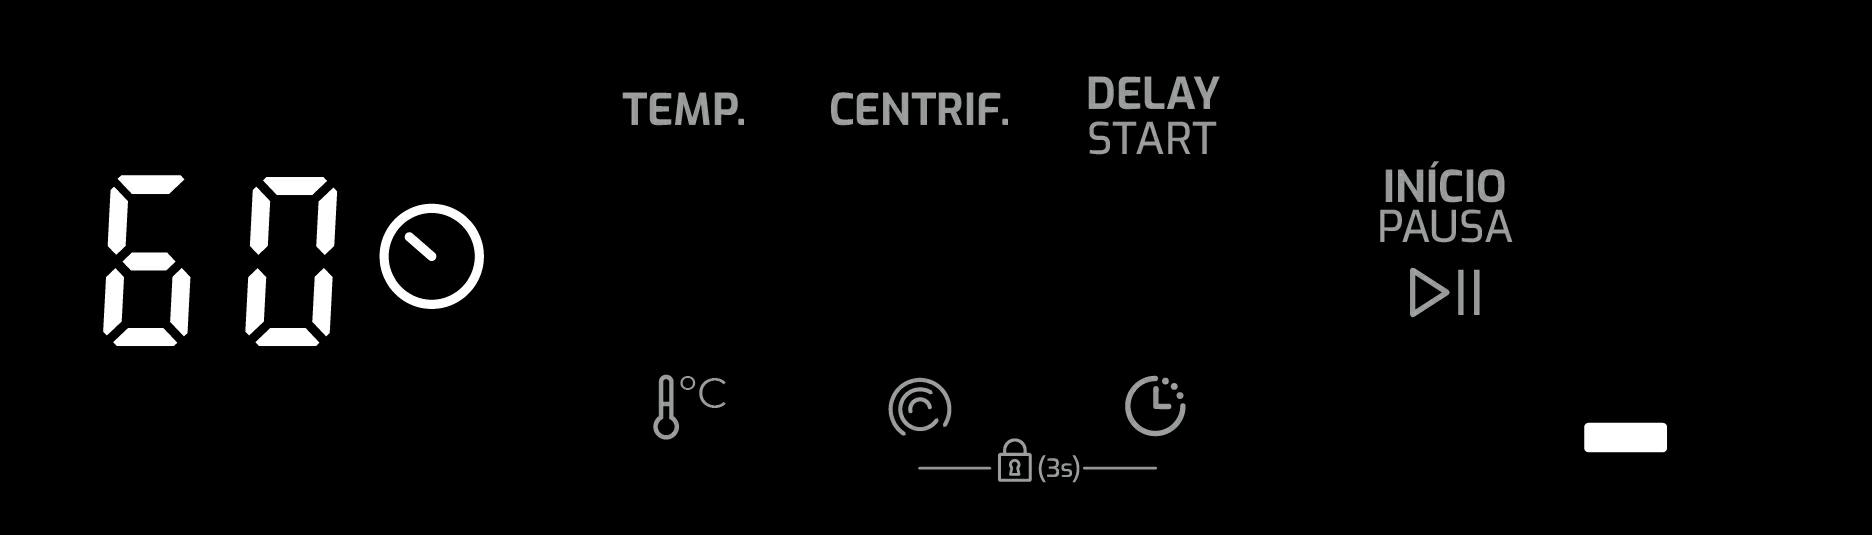 60
TEMP.
CENTRIF.
DELAY
START
INÍCIO
PAUSA
°C
(3s)